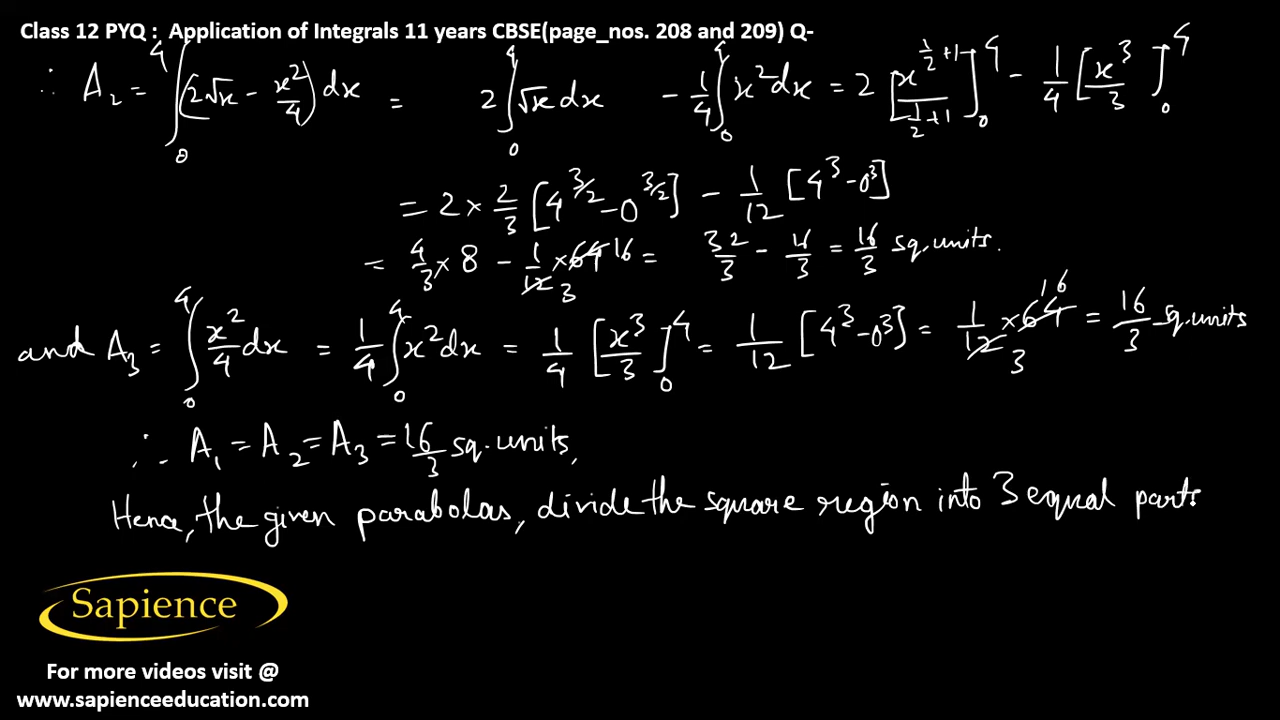 Class 12 PYQ : Application of Integrals 11 years CBSE(page_nos. 208 and 209) Q-
∴ A₂ = ∫₀⁴ (2√x - x²/4) dx = 2 ∫₀⁴ √x dx - 1/4 ∫₀⁴ x² dx = 2 [x^(1/2+1)/(1/2+1)]₀⁴ - 1/4 [x³/3]₀⁴
= 2 × 2/3 [4^(3/2) - 0^(3/2)] - 1/12 [4³ - 0³]
= 4/3 × 8 - 1/12 3 × 64 16 = 32/3 - 16/3 = 16/3 sq. units.
and A₃ = ∫₀⁴ x²/4 dx = 1/4 ∫₀⁴ x² dx = 1/4 [x³/3]₀⁴ = 1/12 [4³ - 0³] = 1/12 3 × 64 16 = 16/3 sq. units
∴ A₁ = A₂ = A₃ = 16/3 sq. units,
Hence, the given parabolas, divide the square region into 3 equal parts
Sapience
For more videos visit @
www.sapienceeducation.com